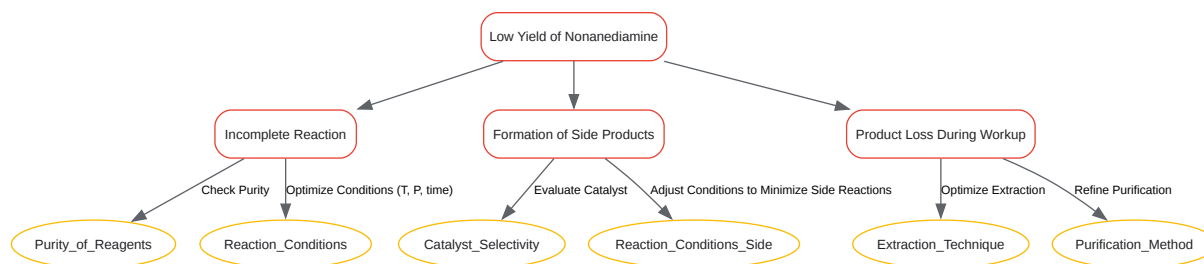 Low Yield of Nonanediamine
Incomplete Reaction
Formation of Side Products
Product Loss During Workup
Check Purity
Optimize Conditions (T, P, time)
Evaluate Catalyst
Adjust Conditions to Minimize Side Reactions
Optimize Extraction
Refine Purification
Purity_of_Reagents
Reaction_Conditions
Catalyst_Selectivity
Reaction_Conditions_Side
Extraction_Technique
Purification_Method